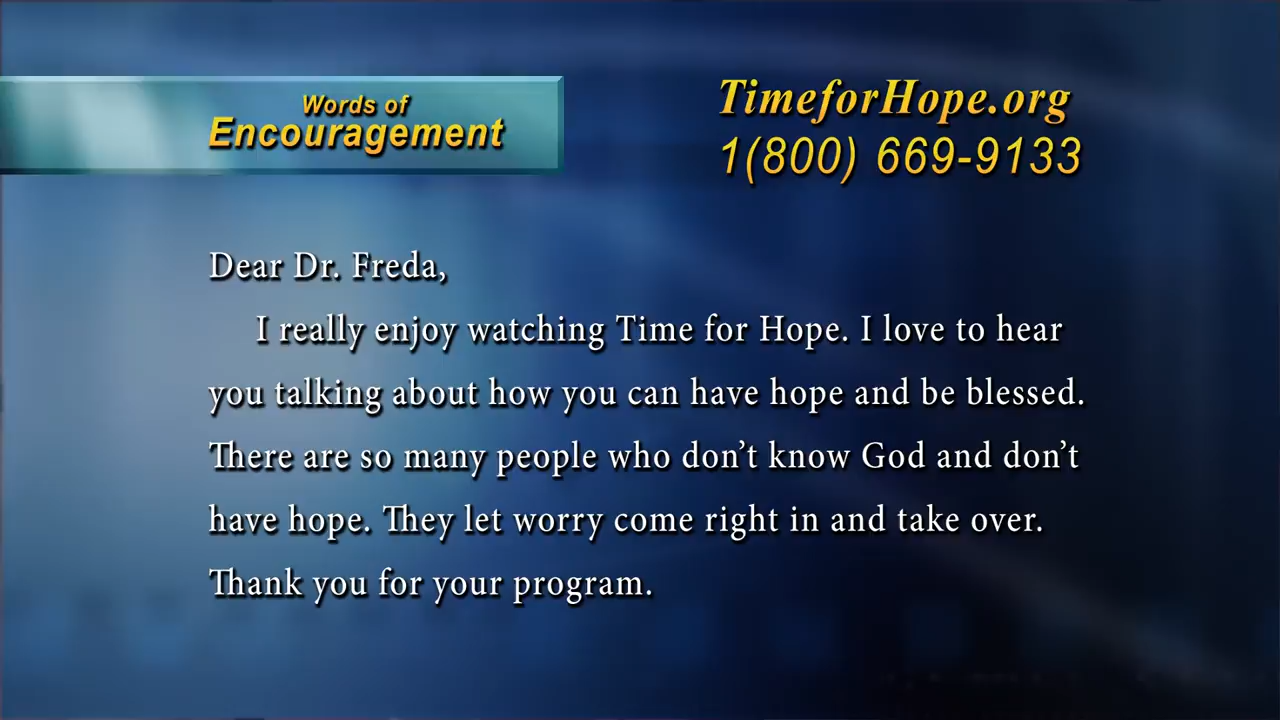 Words of
Encouragement
TimeforHope.org
1(800) 669-9133
Dear Dr. Freda,
I really enjoy watching Time for Hope. I love to hear
you talking about how you can have hope and be blessed.
There are so many people who don’t know God and don’t
have hope. They let worry come right in and take over.
Thank you for your program.